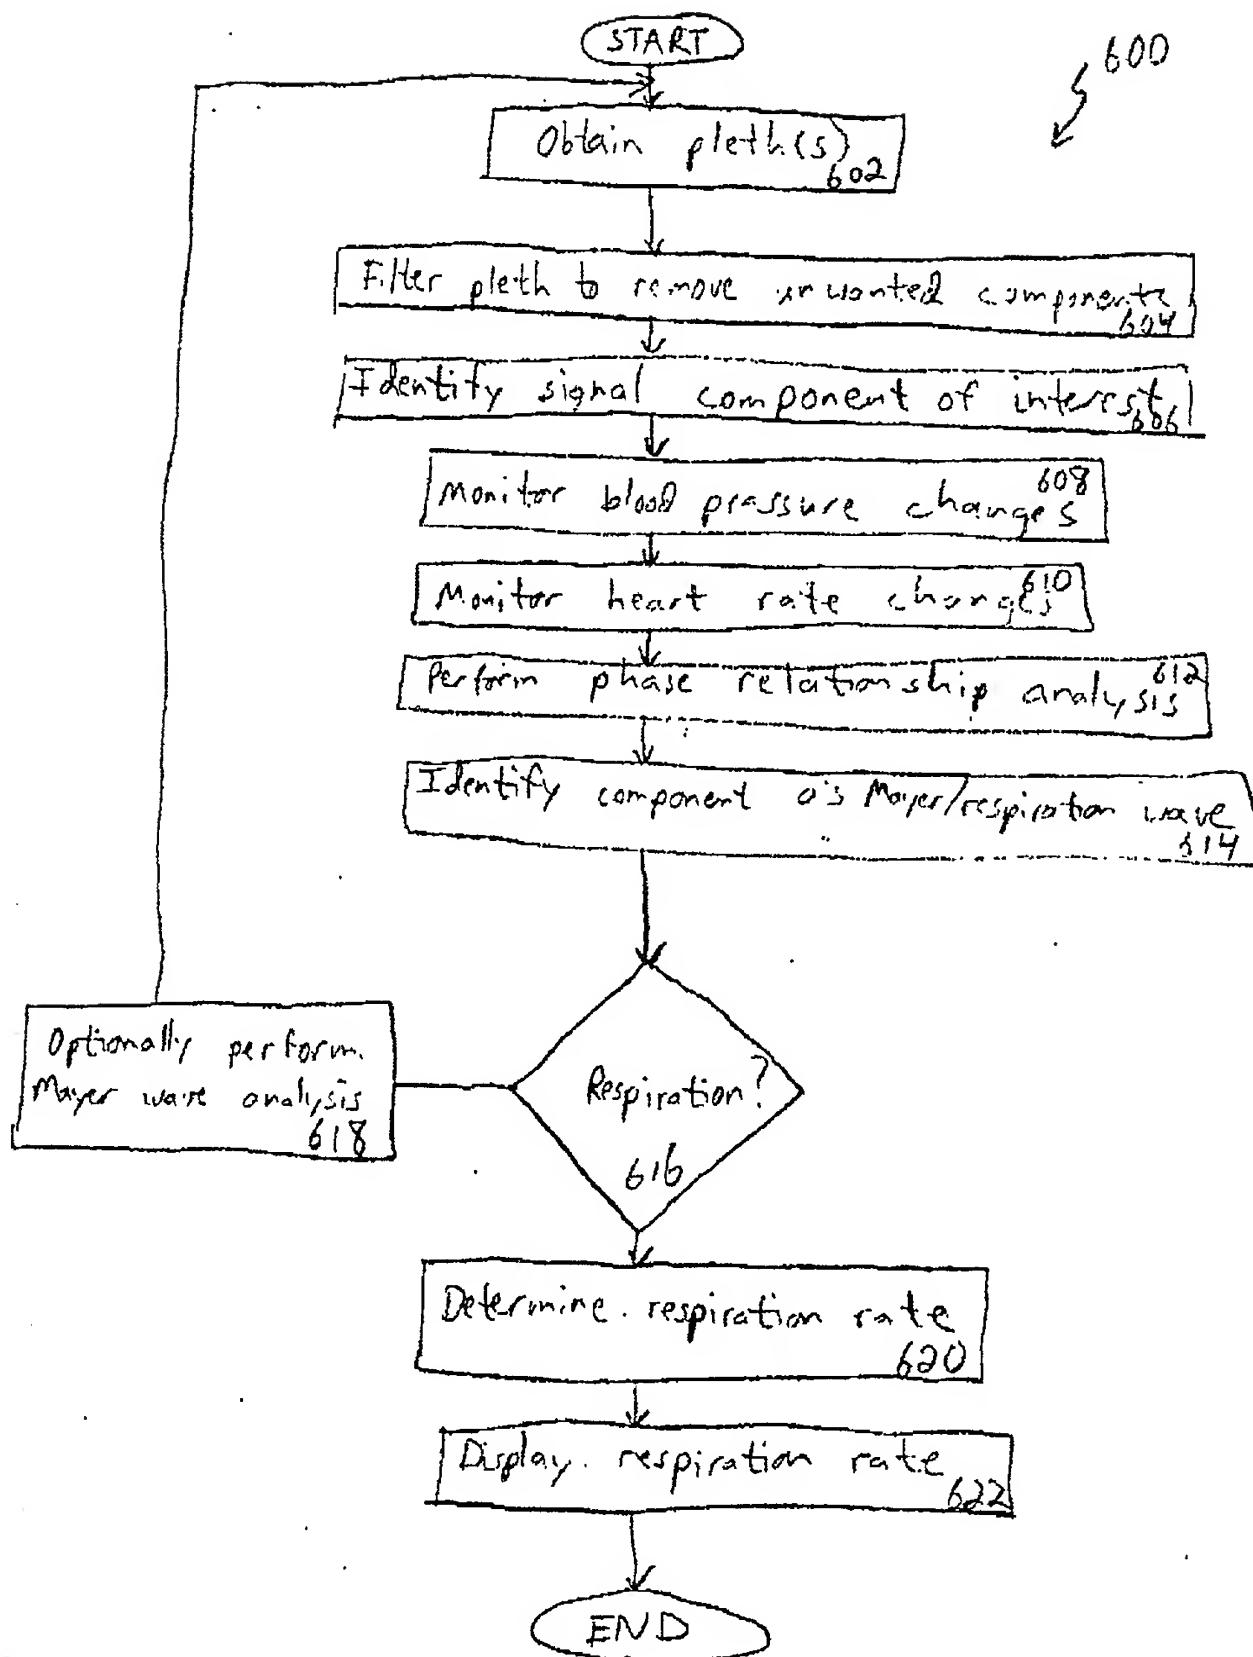 START
600
Obtain pleth(s)
602
Filter pleth to remove unwanted components
604
Identify signal component of interest
606
Monitor blood pressure changes
608
Monitor heart rate changes
610
Perform phase relationship analysis
612
Identify component as Mayer/respiration wave
614
Optionally perform
Mayer wave analysis
618
Respiration?
616
Determine respiration rate
620
Display respiration rate
622
END